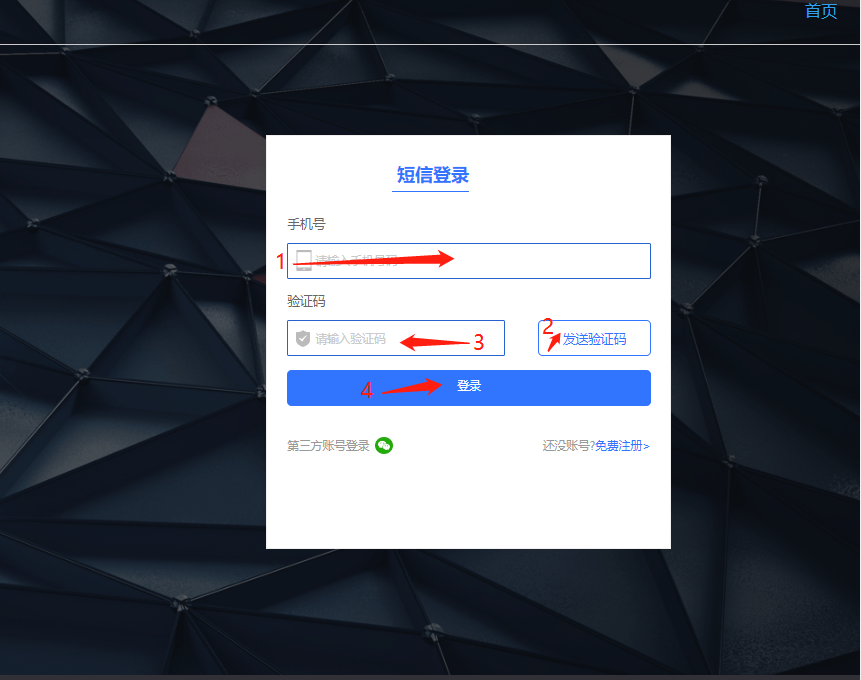 首页
短信登录
手机号
1 请输入手机号码
验证码
请输入验证码 3 2 发送验证码
4 登录
第三方账号登录 还没账号?免费注册>